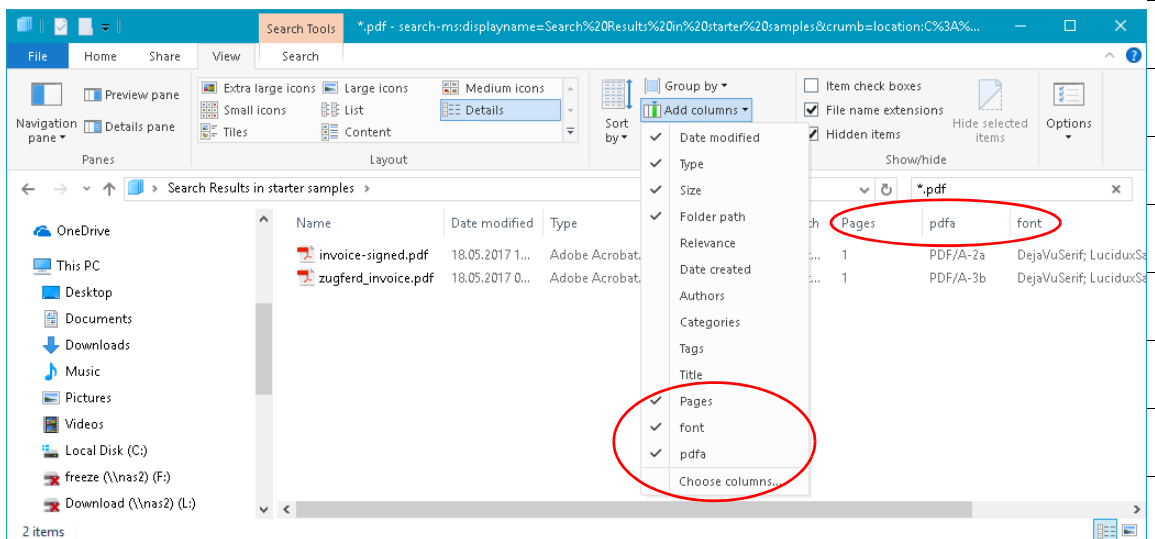 Search Tools *.pdf - search-ms:displayname=Search%20Results%20in%20starter%20samples&crumb=location:C%3A%...
File Home Share View Search
Preview pane
Details pane
Navigation pane
Panes
Extra large icons Large icons Medium icons
Small icons List Details
Tiles Content
Layout
Sort by
Group by
Add columns
Item check boxes
File name extensions
Hidden items
Hide selected items
Show/hide
Options
Search Results in starter samples
*.pdf
OneDrive
This PC
Desktop
Documents
Downloads
Music
Pictures
Videos
Local Disk (C:)
freeze (\\nas2) (F:)
Download (\\nas2) (L:)
Name Date modified Type Pages pdfa font
invoice-signed.pdf 18.05.2017 1... Adobe Acrobat. 1 PDF/A-2a DejaVuSerif; LuciduxSa
zugferd_invoice.pdf 18.05.2017 0... Adobe Acrobat. 1 PDF/A-3b DejaVuSerif; LuciduxSa
Date modified
Type
Size
Folder path
Relevance
Date created
Authors
Categories
Tags
Title
Pages
font
pdfa
Choose columns...
2 items